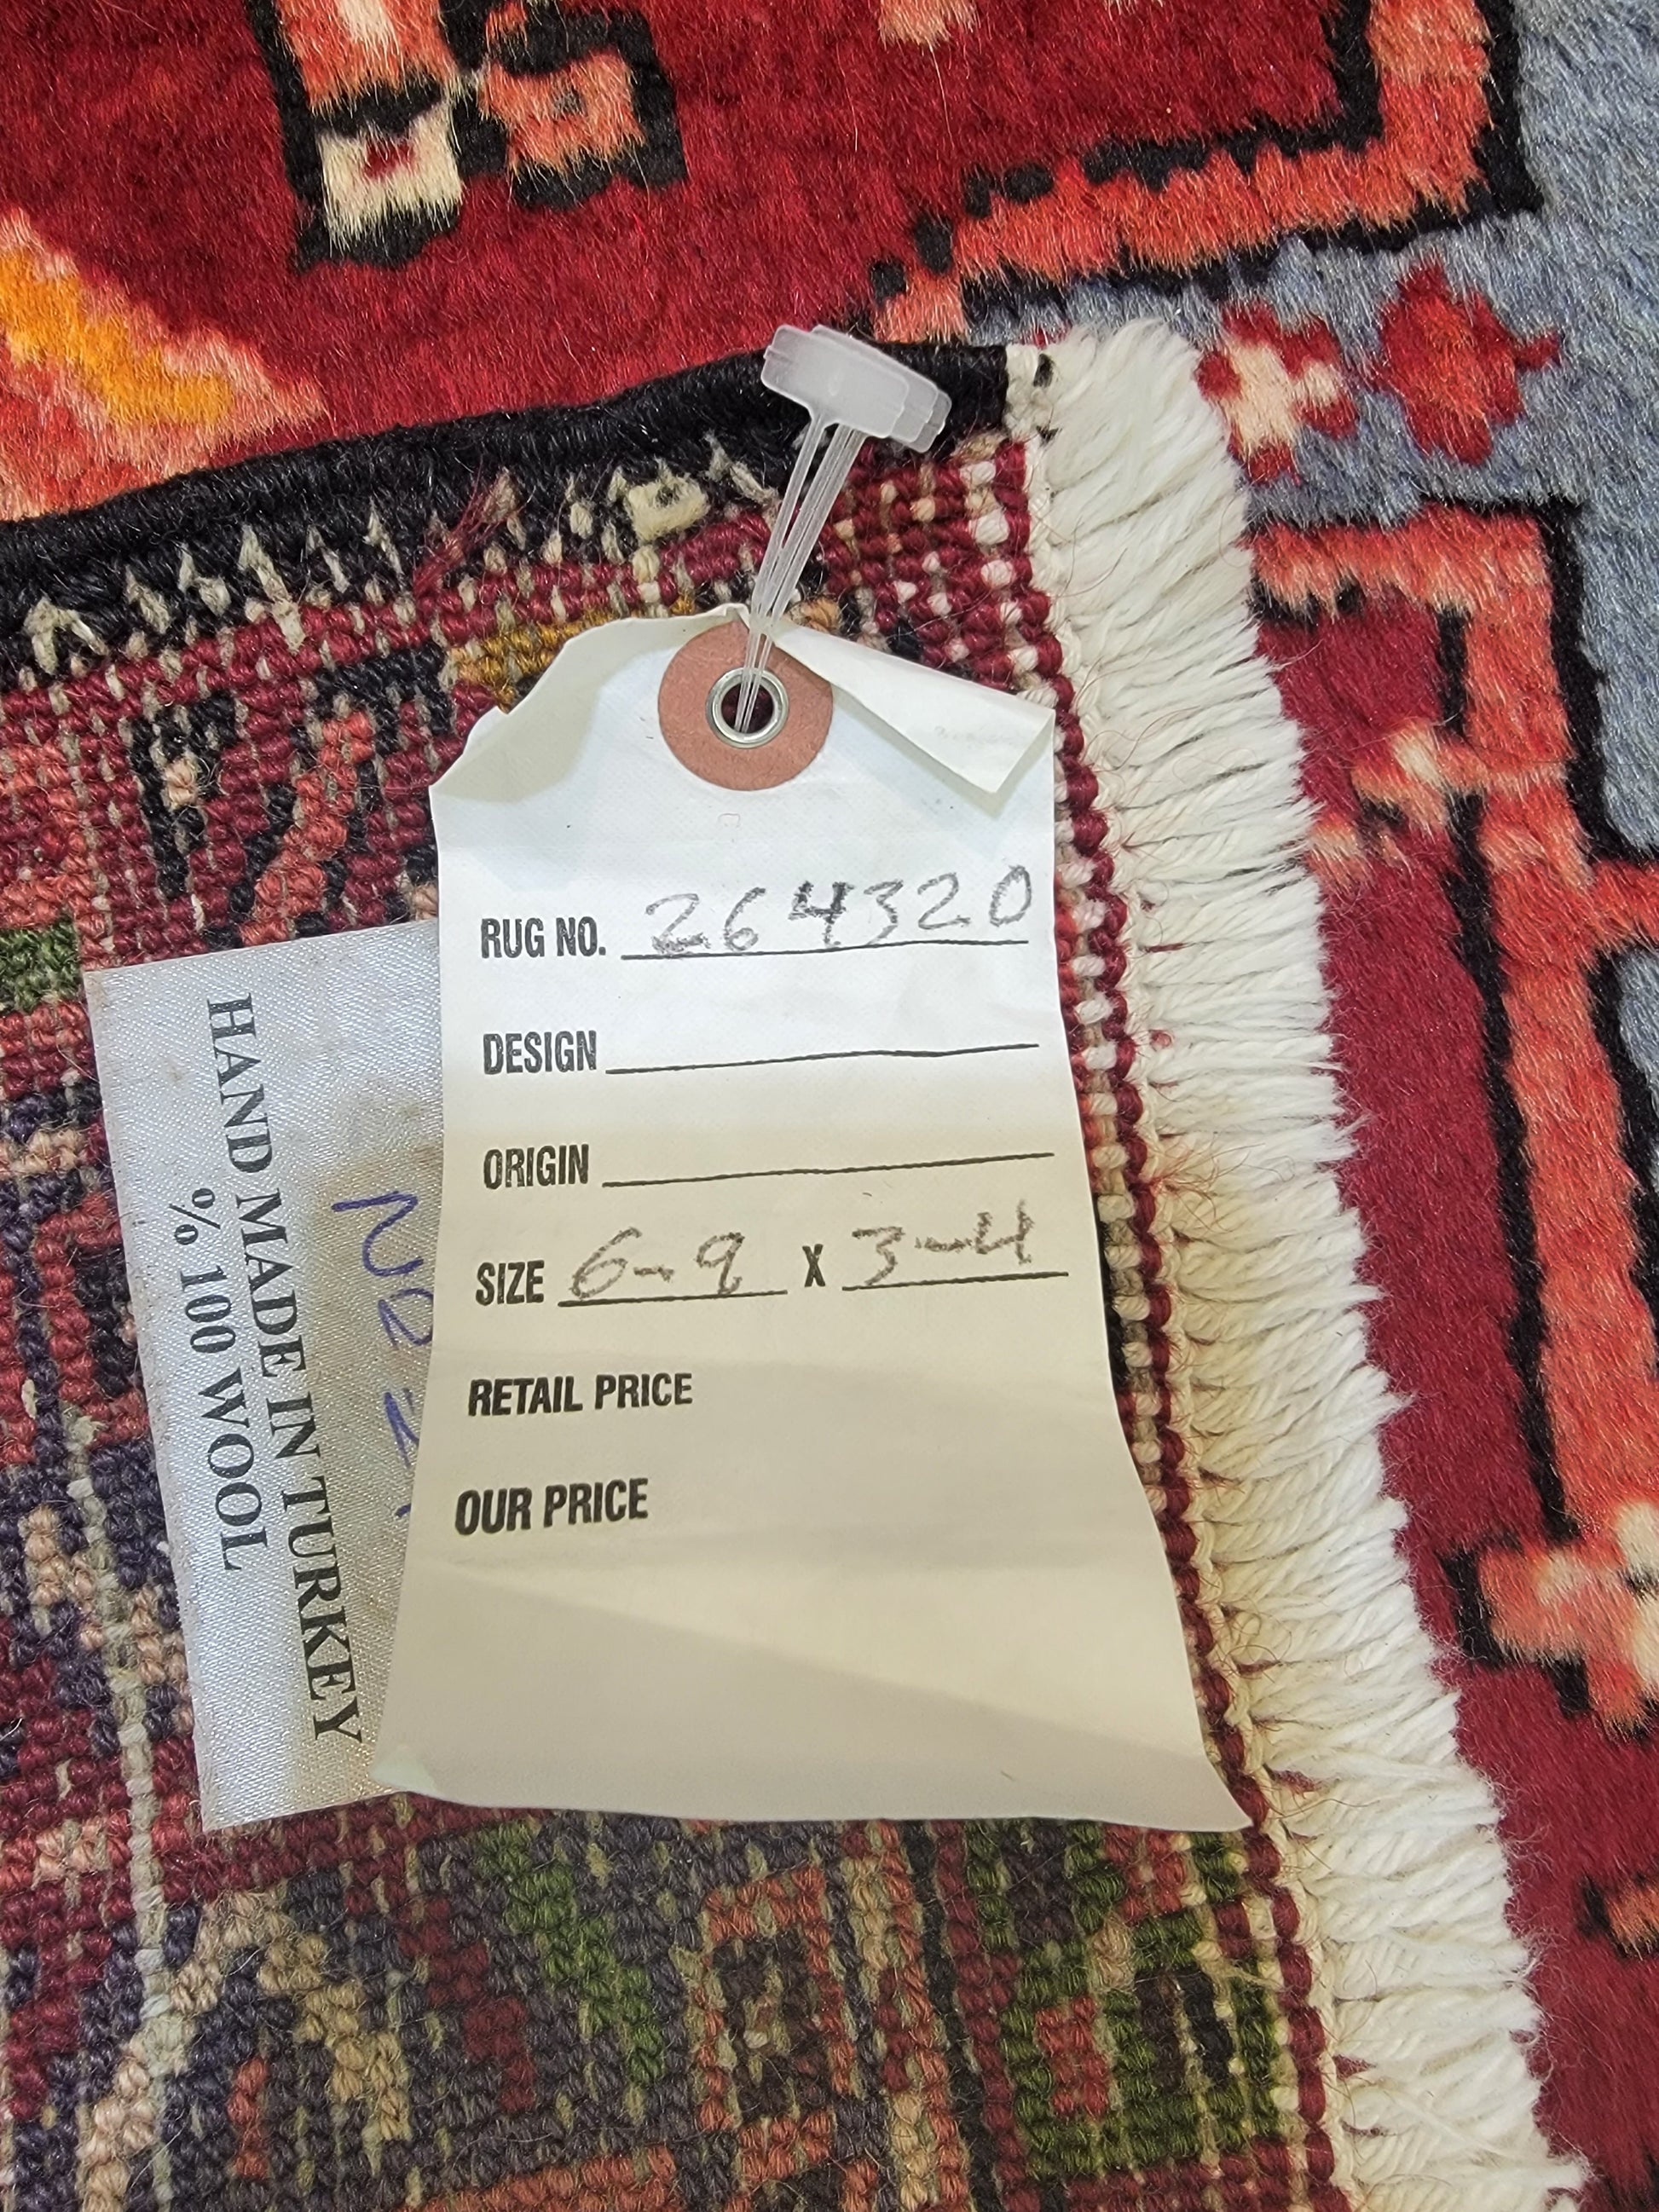 RUG NO. 264320
DESIGN
ORIGIN
SIZE 6-9 X 3-4
RETAIL PRICE
OUR PRICE
HAND MADE IN TURKEY
% 100 WOOL